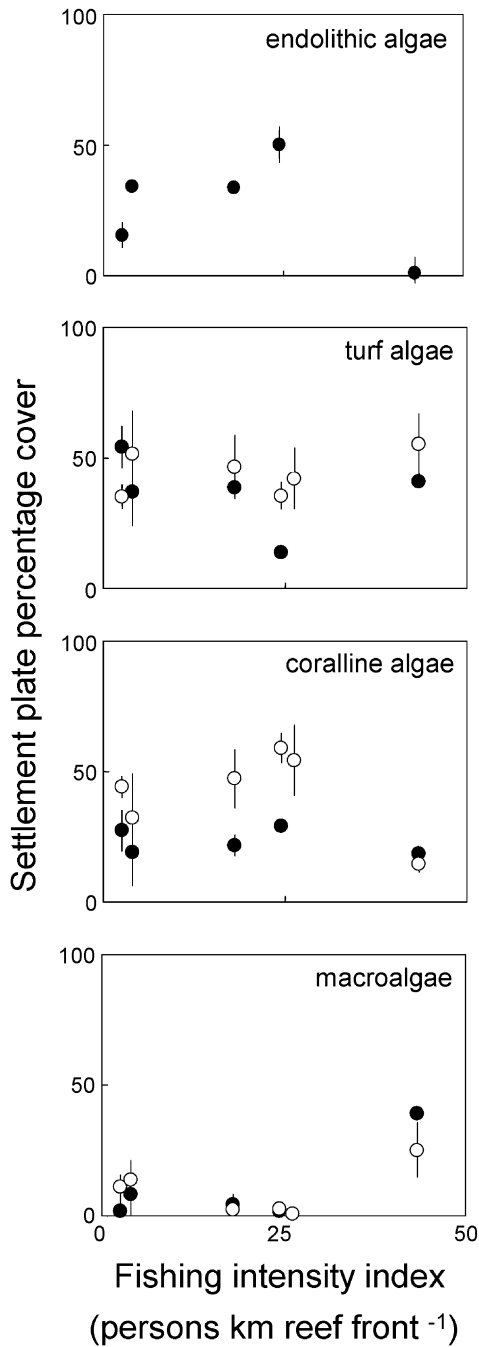 100
endolithic algae
50
0
100
turf algae
50
0
100
coralline algae
50
0
100
macroalgae
50
0
0 25 50
Settlement plate percentage cover
Fishing intensity index
(persons km reef front -1)